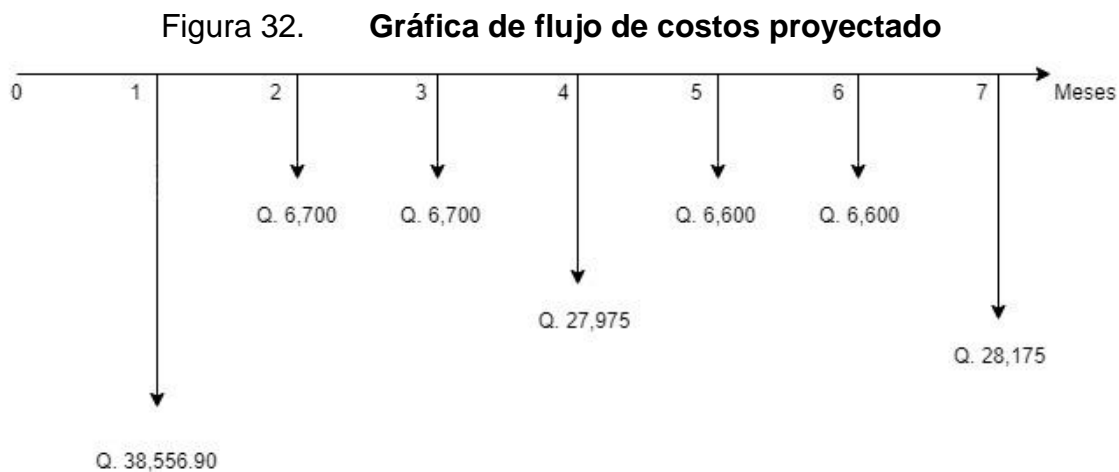 Figura 32. Gráfica de flujo de costos proyectado
0 1 2 3 4 5 6 7 Meses
Q. 6,700 Q. 6,700 Q. 6,600 Q. 6,600
Q. 27,975
Q. 28,175
Q. 38,556.90